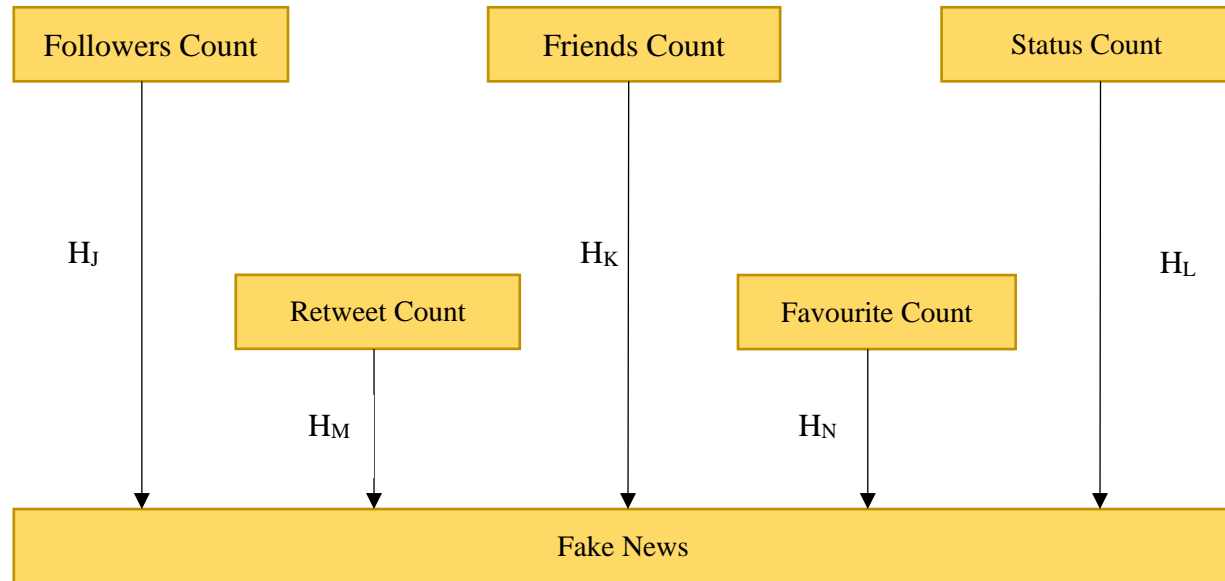 Followers Count
Friends Count
Status Count
HJ
HK
HL
Retweet Count
Favourite Count
HM
HN
Fake News